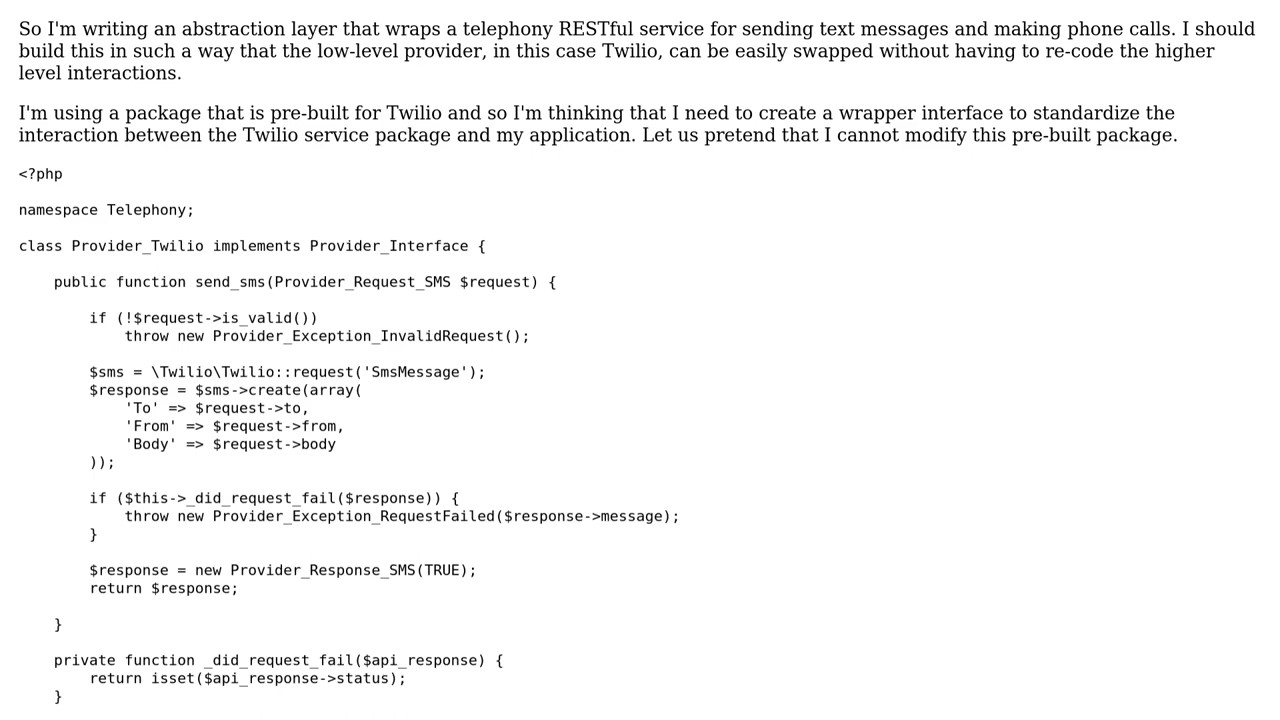 So I'm writing an abstraction layer that wraps a telephony RESTful service for sending text messages and making phone calls. I should
build this in such a way that the low-level provider, in this case Twilio, can be easily swapped without having to re-code the higher
level interactions.
I'm using a package that is pre-built for Twilio and so I'm thinking that I need to create a wrapper interface to standardize the
interaction between the Twilio service package and my application. Let us pretend that I cannot modify this pre-built package.
<?php
namespace Telephony;
class Provider_Twilio implements Provider_Interface {
    public function send_sms(Provider_Request_SMS $request) {
        if (!$request->is_valid())
            throw new Provider_Exception_InvalidRequest();
        $sms = \Twilio\Twilio::request('SmsMessage');
        $response = $sms->create(array(
            'To' => $request->to,
            'From' => $request->from,
            'Body' => $request->body
        ));
        if ($this->_did_request_fail($response)) {
            throw new Provider_Exception_RequestFailed($response->message);
        }
        $response = new Provider_Response_SMS(TRUE);
        return $response;
    }
    private function _did_request_fail($api_response) {
        return isset($api_response->status);
    }